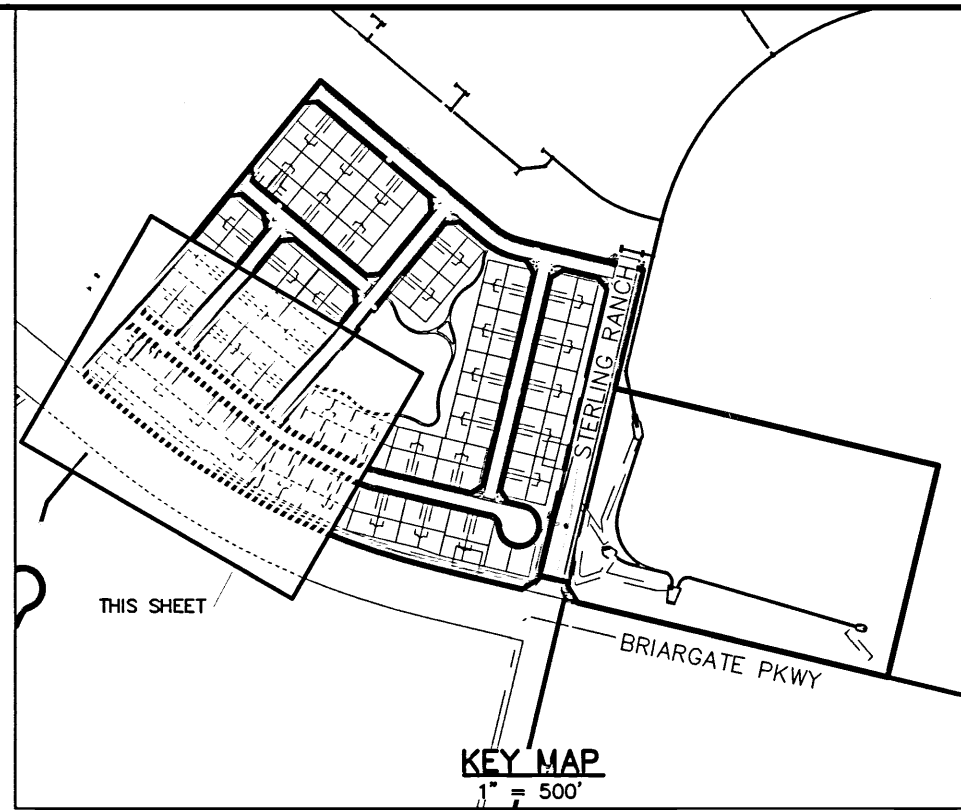 STERLING RANCH
THIS SHEET
BRIARGATE PKWY
KEY MAP
1" = 500'